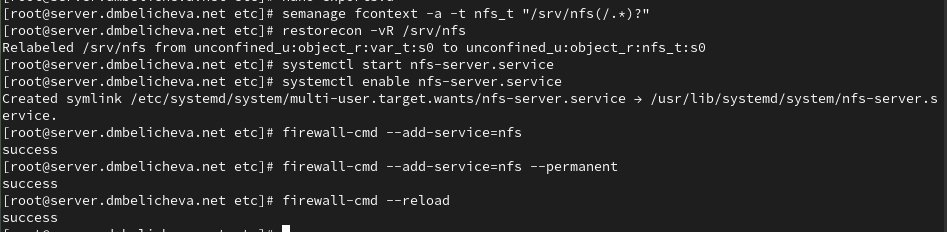 [root@server.dmbelicheva.net etc]# semanage fcontext -a -t nfs_t "/srv/nfs(/.*)?"
[root@server.dmbelicheva.net etc]# restorecon -vR /srv/nfs
Relabeled /srv/nfs from unconfined_u:object_r:var_t:s0 to unconfined_u:object_r:nfs_t:s0
[root@server.dmbelicheva.net etc]# systemctl start nfs-server.service
[root@server.dmbelicheva.net etc]# systemctl enable nfs-server.service
Created symlink /etc/systemd/system/multi-user.target.wants/nfs-server.service → /usr/lib/systemd/system/nfs-server.s
ervice.
[root@server.dmbelicheva.net etc]# firewall-cmd --add-service=nfs
success
[root@server.dmbelicheva.net etc]# firewall-cmd --add-service=nfs --permanent
success
[root@server.dmbelicheva.net etc]# firewall-cmd --reload
success